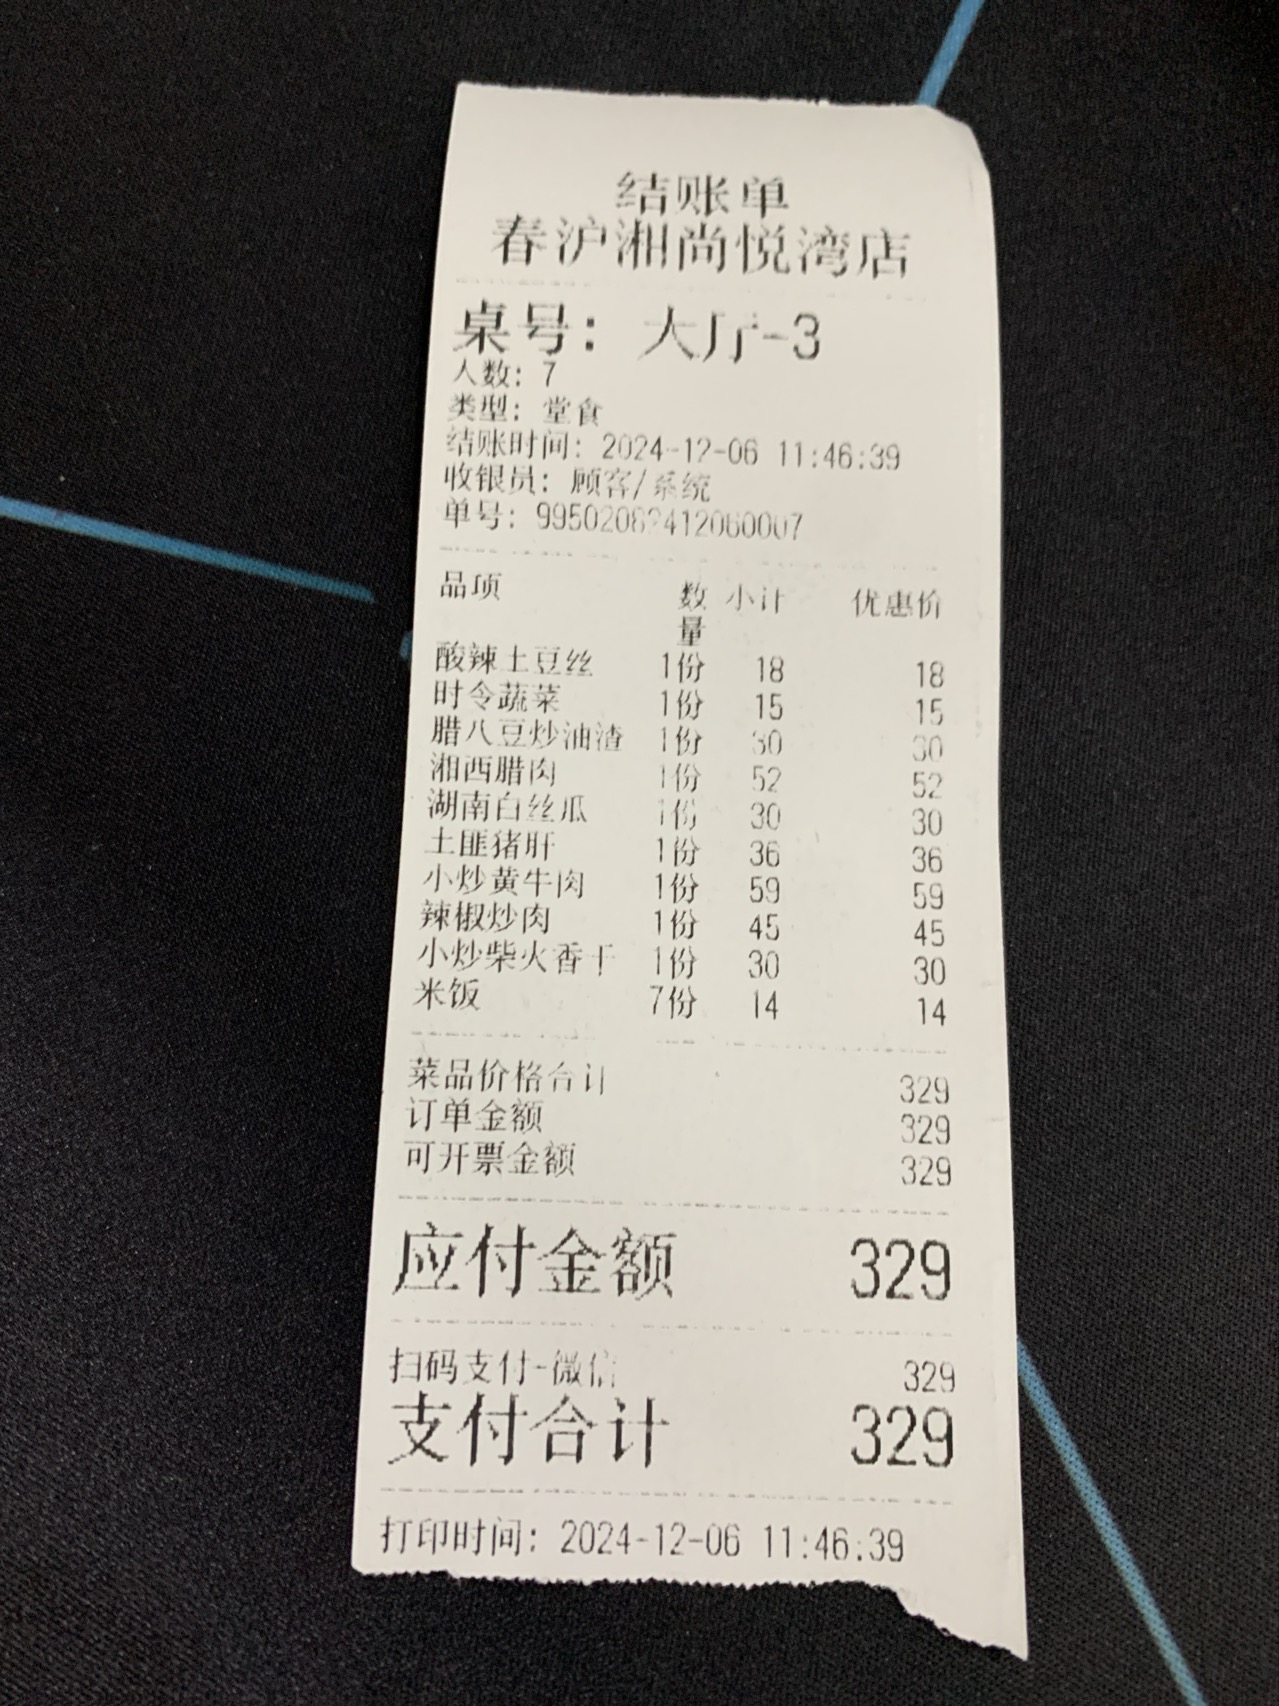 结账单
春沪湘尚悦湾店
桌号： 大厅-3
人数：7
类型：堂食
结账时间：2024-12-06 11:46:39
收银员：顾客/系统
单号：99502082412060007
品项 数量 小计 优惠价
酸辣土豆丝 1份 18 18
时令蔬菜 1份 15 15
腊八豆炒油渣 1份 30 30
湘西腊肉 1份 52 52
湖南白丝瓜 1份 30 30
土匪猪肝 1份 36 36
小炒黄牛肉 1份 59 59
辣椒炒肉 1份 45 45
小炒柴火香干 1份 30 30
米饭 7份 14 14
菜品价格合计 329
订单金额 329
可开票金额 329
应付金额 329
扫码支付-微信 329
支付合计 329
打印时间：2024-12-06 11:46:39